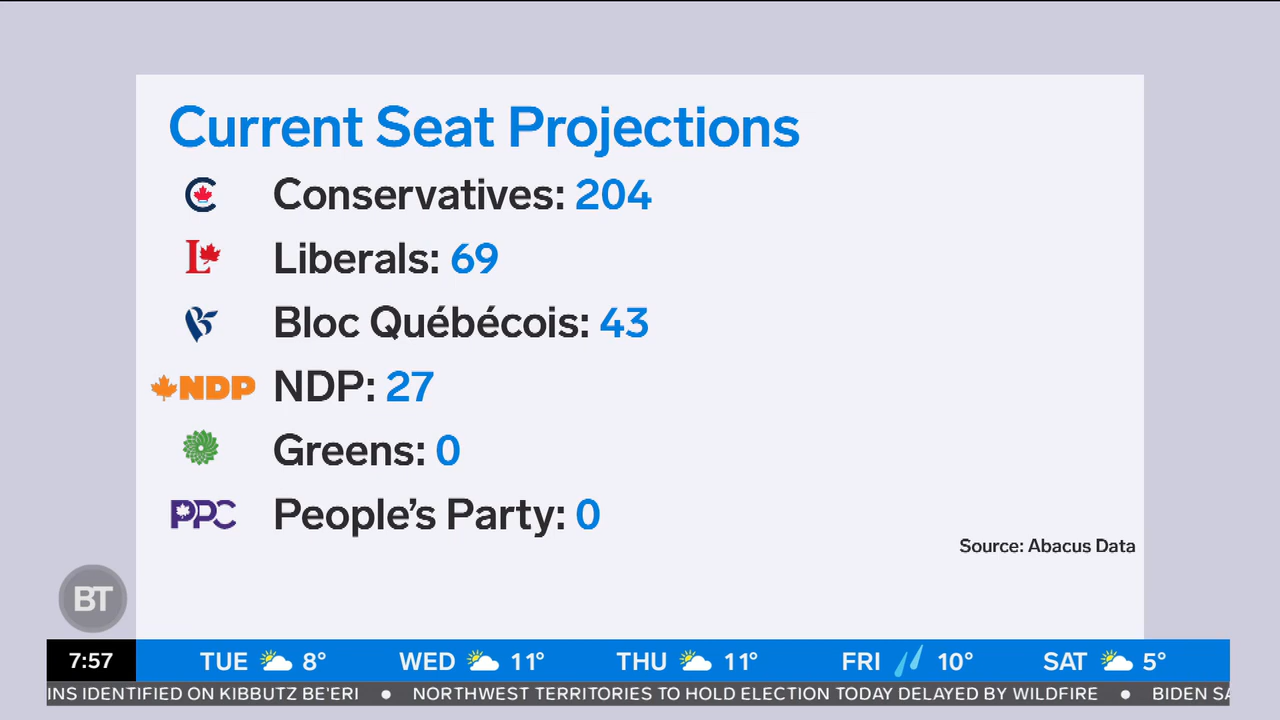 Current Seat Projections
Conservatives: 204
Liberals: 69
Bloc Québécois: 43
NDP NDP: 27
Greens: 0
PPC People's Party: 0
Source: Abacus Data
BT
7:57 TUE 8° WED 11° THU 11° FRI 10° SAT 5°
INS IDENTIFIED ON KIBBUTZ BE'ERI • NORTHWEST TERRITORIES TO HOLD ELECTION TODAY DELAYED BY WILDFIRE • BIDEN